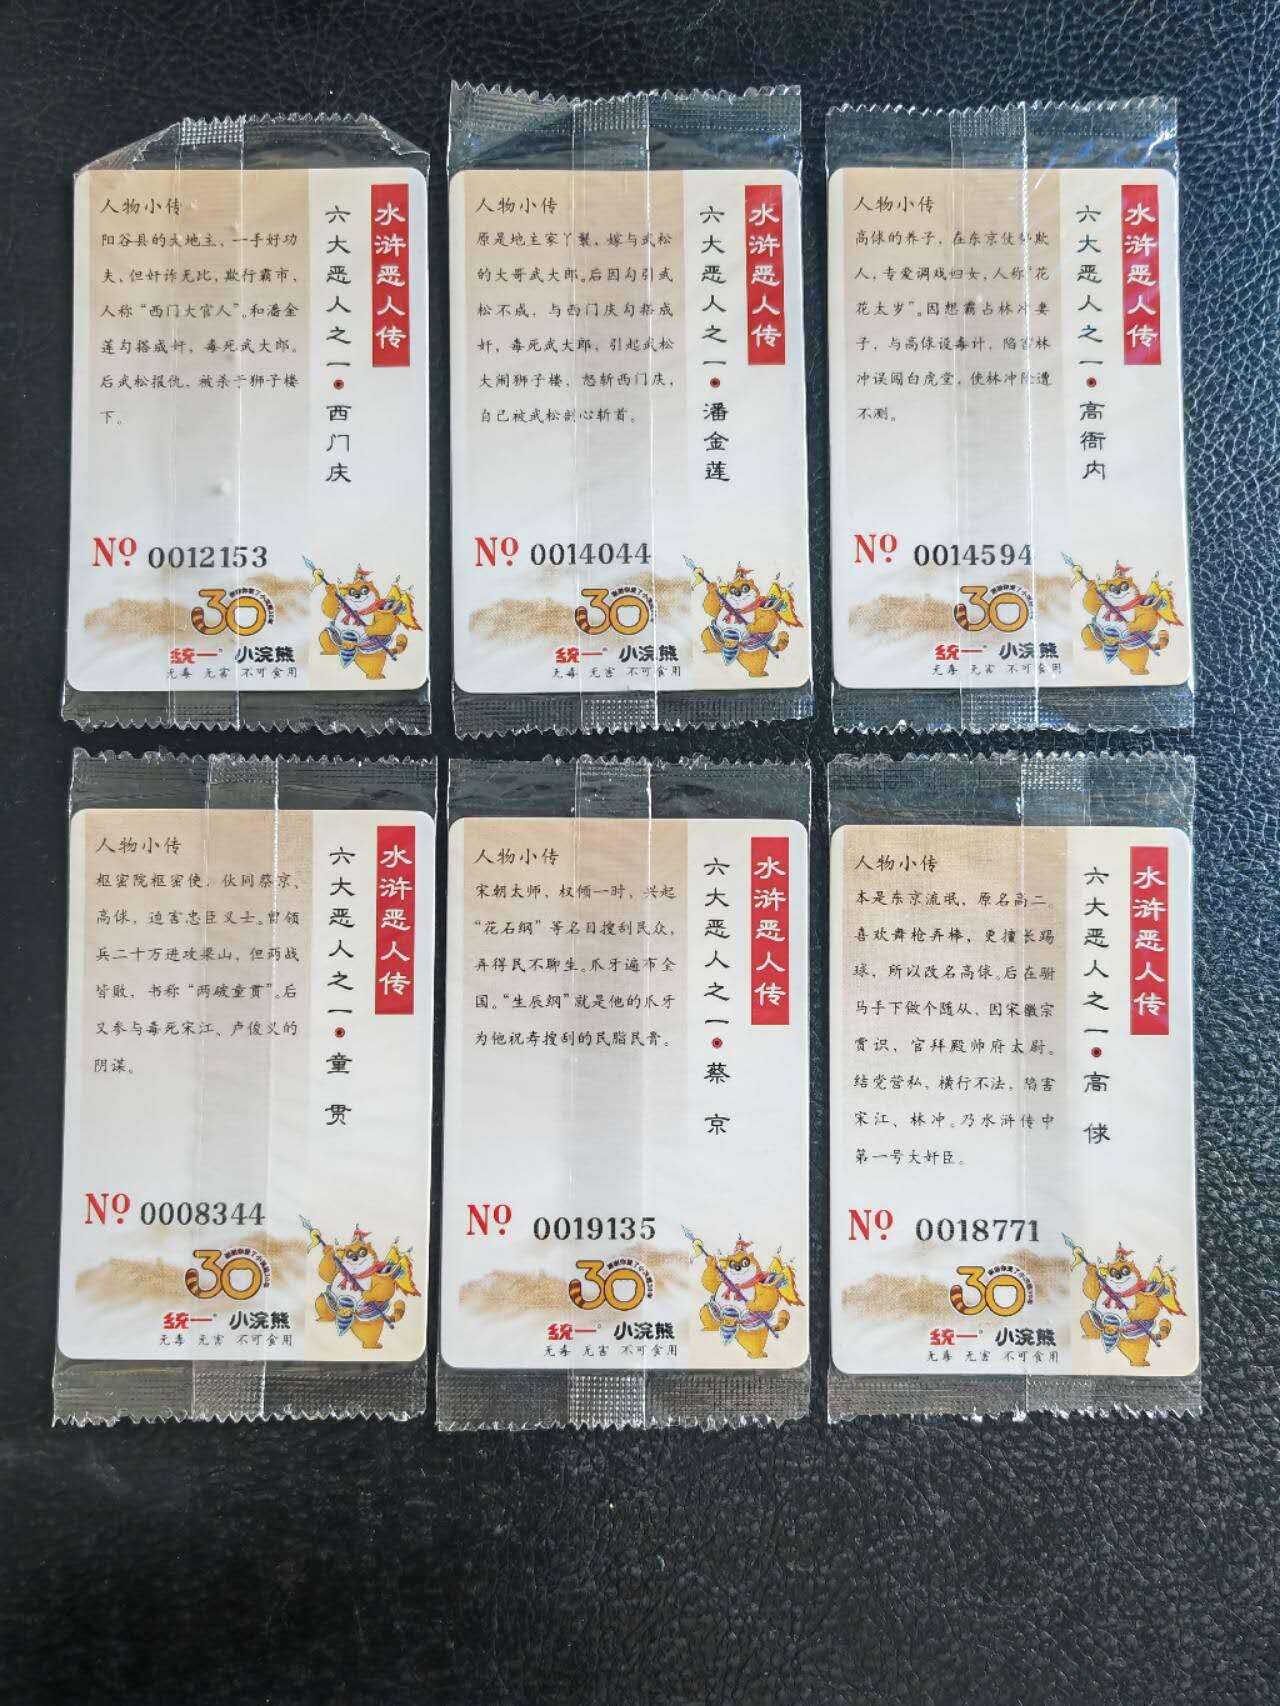 人物小传
阳谷县的大地主，一手好功
夫，但奸诈无比，欺行霸市，
人称“西门大官人”。和潘金
莲勾搭成奸，毒死武大郎。
后武松报仇，被杀于狮子楼
下。
六大恶人之一•西门庆
水浒恶人传
Nº 0012153
30
统一 小浣熊
无毒 无害 不可食用
人物小传
原是地主家丫鬟，嫁与武松
的大哥武大郎。后因勾引武
松不成，与西门庆勾搭成
奸，毒死武大郎，引起武松
大闹狮子楼，怒斩西门庆，
自己被武松剖心斩首。
六大恶人之一•潘金莲
水浒恶人传
Nº 0014044
30
统一 小浣熊
无毒 无害 不可食用
人物小传
高俅的养子，在东京仗势欺
人，专爱调戏妇女，人称“花
花太岁”。因想霸占林冲妻
子，与高俅设毒计，陷害林
冲误闯白虎堂，使林冲险遭
不测。
六大恶人之一•高衙内
水浒恶人传
Nº 0014594
30
统一 小浣熊
无毒 无害 不可食用
人物小传
枢密院枢密使，伙同蔡京、
高俅，迫害忠臣义士。曾领
兵二十万进攻梁山，但两战
皆败，书称“两破童贯”。后
又参与毒死宋江、卢俊义的
阴谋。
六大恶人之一•童贯
水浒恶人传
Nº 0008344
30
统一 小浣熊
无毒 无害 不可食用
人物小传
宋朝太师，权倾一时，兴起
“花石纲”等名目搜刮民众，
弄得民不聊生。爪牙遍布全
国。“生辰纲”就是他的爪牙
为他祝寿搜刮的民脂民膏。
六大恶人之一•蔡京
水浒恶人传
Nº 0019135
30
统一 小浣熊
无毒 无害 不可食用
人物小传
本是东京流氓，原名高二。
喜欢舞枪弄棒，更擅长踢
球，所以改名高俅。后在驸
马手下做个随从，因宋徽宗
赏识，官拜殿帅府太尉。
结党营私，横行不法，陷害
宋江、林冲。乃水浒传中
第一号大奸臣。
六大恶人之一•高俅
水浒恶人传
Nº 0018771
30
统一 小浣熊
无毒 无害 不可食用